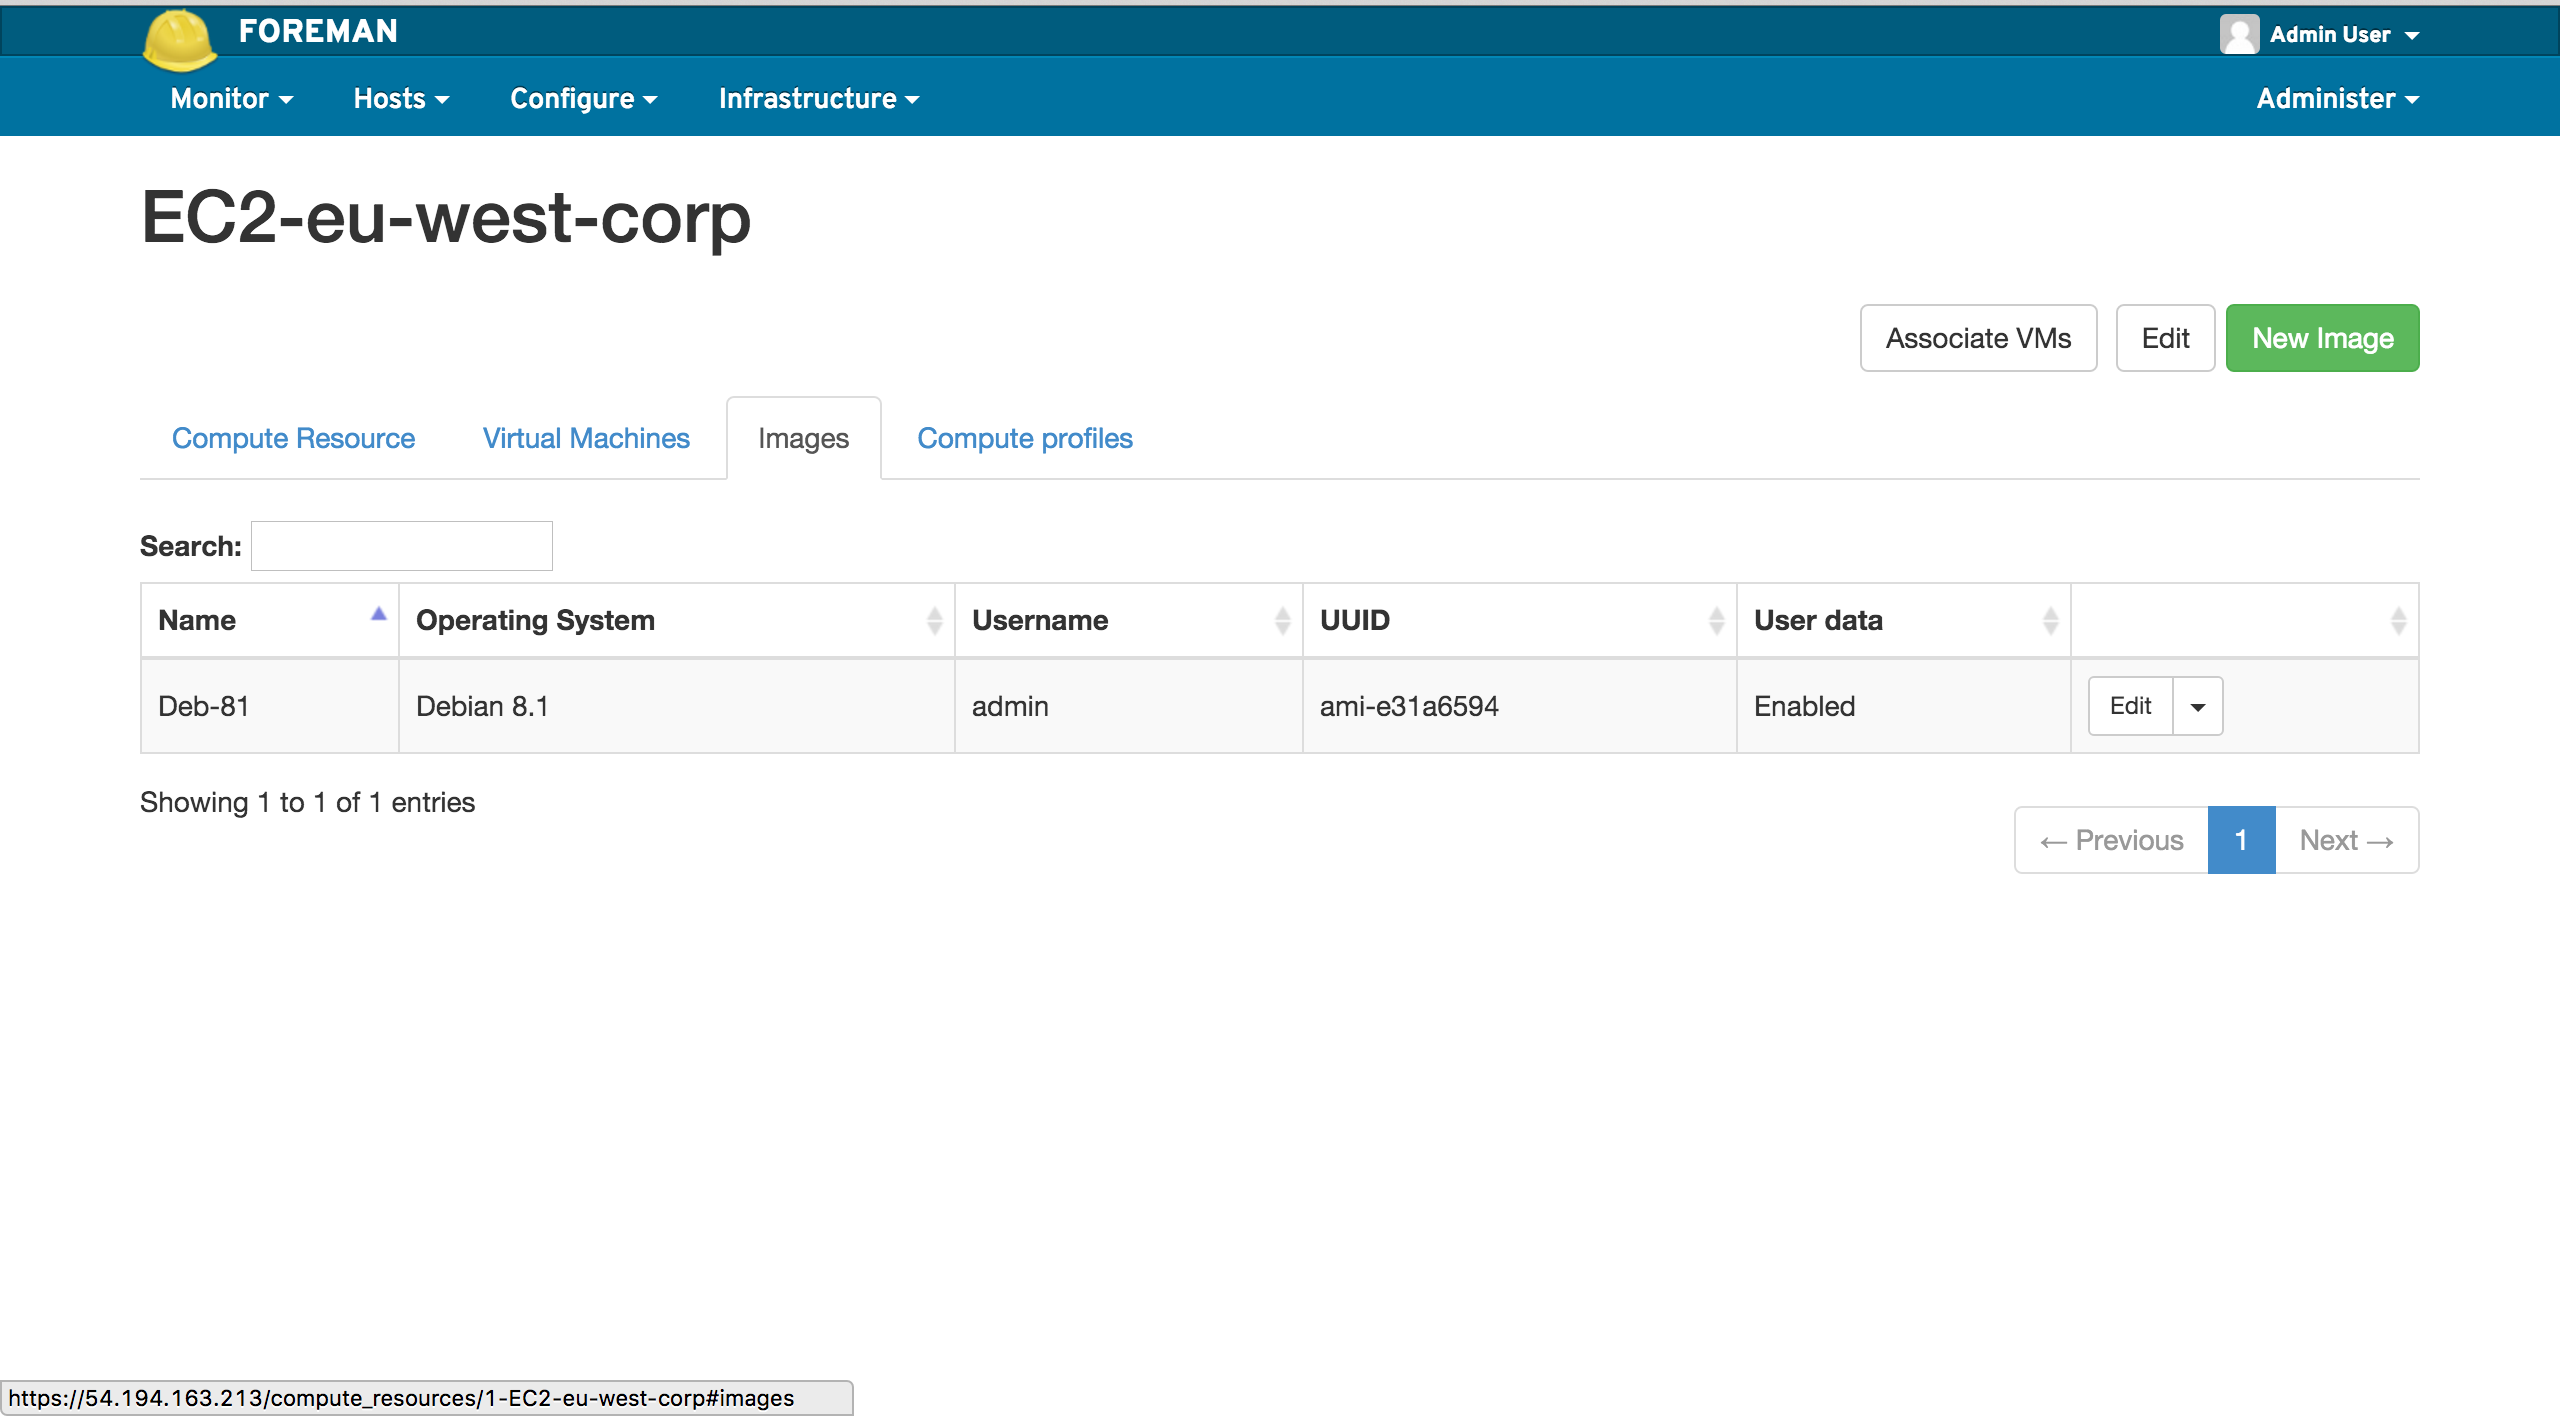 FOREMAN
Admin User
Monitor Hosts Configure Infrastructure Administer
EC2-eu-west-corp
Associate VMs Edit New Image
Compute Resource Virtual Machines Images Compute profiles
Search:
Name Operating System Username UUID User data
Deb-81 Debian 8.1 admin ami-e31a6594 Enabled Edit
Showing 1 to 1 of 1 entries
← Previous 1 Next →
https://54.194.163.213/compute_resources/1-EC2-eu-west-corp#images